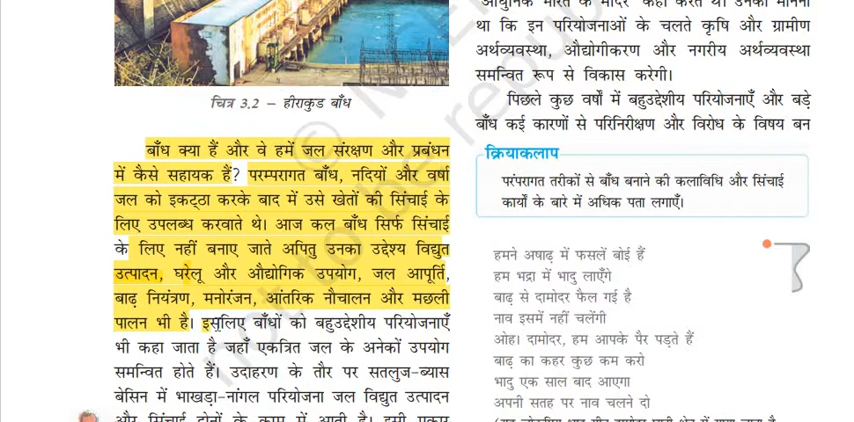 चित्र 3.2 – हीराकुड बाँध
बाँध क्या हैं और वे हमें जल संरक्षण और प्रबंधन
में कैसे सहायक हैं? परम्परागत बाँध, नदियों और वर्षा
जल को इकट्ठा करके बाद में उसे खेतों की सिंचाई के
लिए उपलब्ध करवाते थे। आज कल बाँध सिर्फ सिंचाई
के लिए नहीं बनाए जाते अपितु उनका उद्देश्य विद्युत
उत्पादन, घरेलू और औद्योगिक उपयोग, जल आपूर्ति,
बाढ़ नियंत्रण, मनोरंजन, आंतरिक नौचालन और मछली
पालन भी है। इसलिए बाँधों को बहुउद्देशीय परियोजनाएँ
भी कहा जाता है जहाँ एकत्रित जल के अनेकों उपयोग
समन्वित होते हैं। उदाहरण के तौर पर सतलुज-ब्यास
बेसिन में भाखड़ा-नांगल परियोजना जल विद्युत उत्पादन
और सिंचाई दोनों के काम में आती है। इसी प्रकार
आधुनिक भारत के मंदिर कहा करते थे। उनका मानना
था कि इन परियोजनाओं के चलते कृषि और ग्रामीण
अर्थव्यवस्था, औद्योगीकरण और नगरीय अर्थव्यवस्था
समन्वित रूप से विकास करेगी।
पिछले कुछ वर्षों में बहुउद्देशीय परियोजनाएँ और बड़े
बाँध कई कारणों से परिनिरीक्षण और विरोध के विषय बन
क्रियाकलाप
परंपरागत तरीकों से बाँध बनाने की कलाविधि और सिंचाई
कार्यों के बारे में अधिक पता लगाएँ।
हमने अषाढ़ में फसलें बोई हैं
हम भद्रा में भादु लाएँगे
बाढ़ से दामोदर फैल गई है
नाव इसमें नहीं चलेंगी
ओह! दामोदर, हम आपके पैर पड़ते हैं
बाढ़ का कहर कुछ कम करो
भादु एक साल बाद आएगा
अपनी सतह पर नाव चलने दो